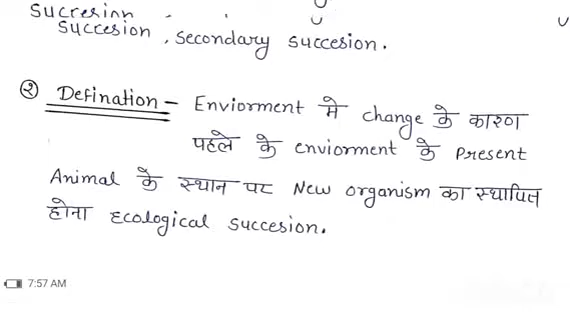 Succesion
Succesion, Secondary Succesion.
२ Defination - Enviorment मे change के कारण
पहले के enviorment के Present
Animal के स्थान पर New organism का स्थापित
होना Ecological Succesion.
7:57 AM